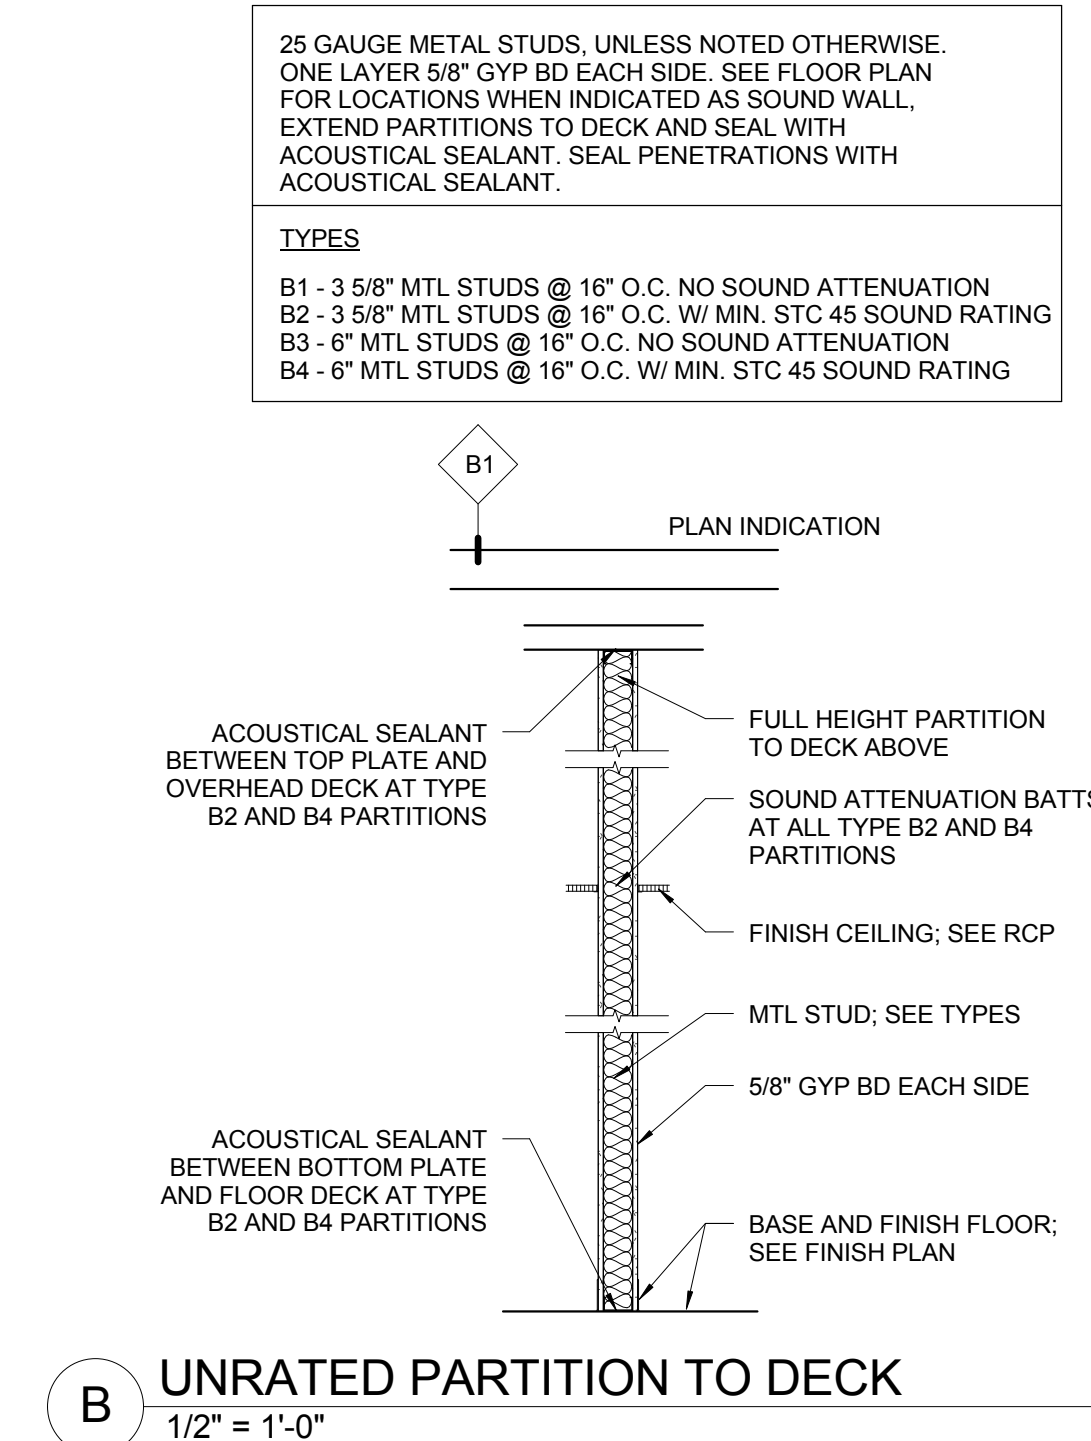 25 GAUGE METAL STUDS, UNLESS NOTED OTHERWISE.
ONE LAYER 5/8" GYP BD EACH SIDE. SEE FLOOR PLAN
FOR LOCATIONS WHEN INDICATED AS SOUND WALL,
EXTEND PARTITIONS TO DECK AND SEAL WITH
ACOUSTICAL SEALANT. SEAL PENETRATIONS WITH
ACOUSTICAL SEALANT.
TYPES
B1 - 3 5/8" MTL STUDS @ 16" O.C. NO SOUND ATTENUATION
B2 - 3 5/8" MTL STUDS @ 16" O.C. W/ MIN. STC 45 SOUND RATING
B3 - 6" MTL STUDS @ 16" O.C. NO SOUND ATTENUATION
B4 - 6" MTL STUDS @ 16" O.C. W/ MIN. STC 45 SOUND RATING
B1
PLAN INDICATION
ACOUSTICAL SEALANT
BETWEEN TOP PLATE AND
OVERHEAD DECK AT TYPE
B2 AND B4 PARTITIONS
FULL HEIGHT PARTITION
TO DECK ABOVE
SOUND ATTENUATION BATTS
AT ALL TYPE B2 AND B4
PARTITIONS
FINISH CEILING; SEE RCP
MTL STUD; SEE TYPES
5/8" GYP BD EACH SIDE
ACOUSTICAL SEALANT
BETWEEN BOTTOM PLATE
AND FLOOR DECK AT TYPE
B2 AND B4 PARTITIONS
BASE AND FINISH FLOOR;
SEE FINISH PLAN
B
UNRATED PARTITION TO DECK
1/2" = 1'-0"